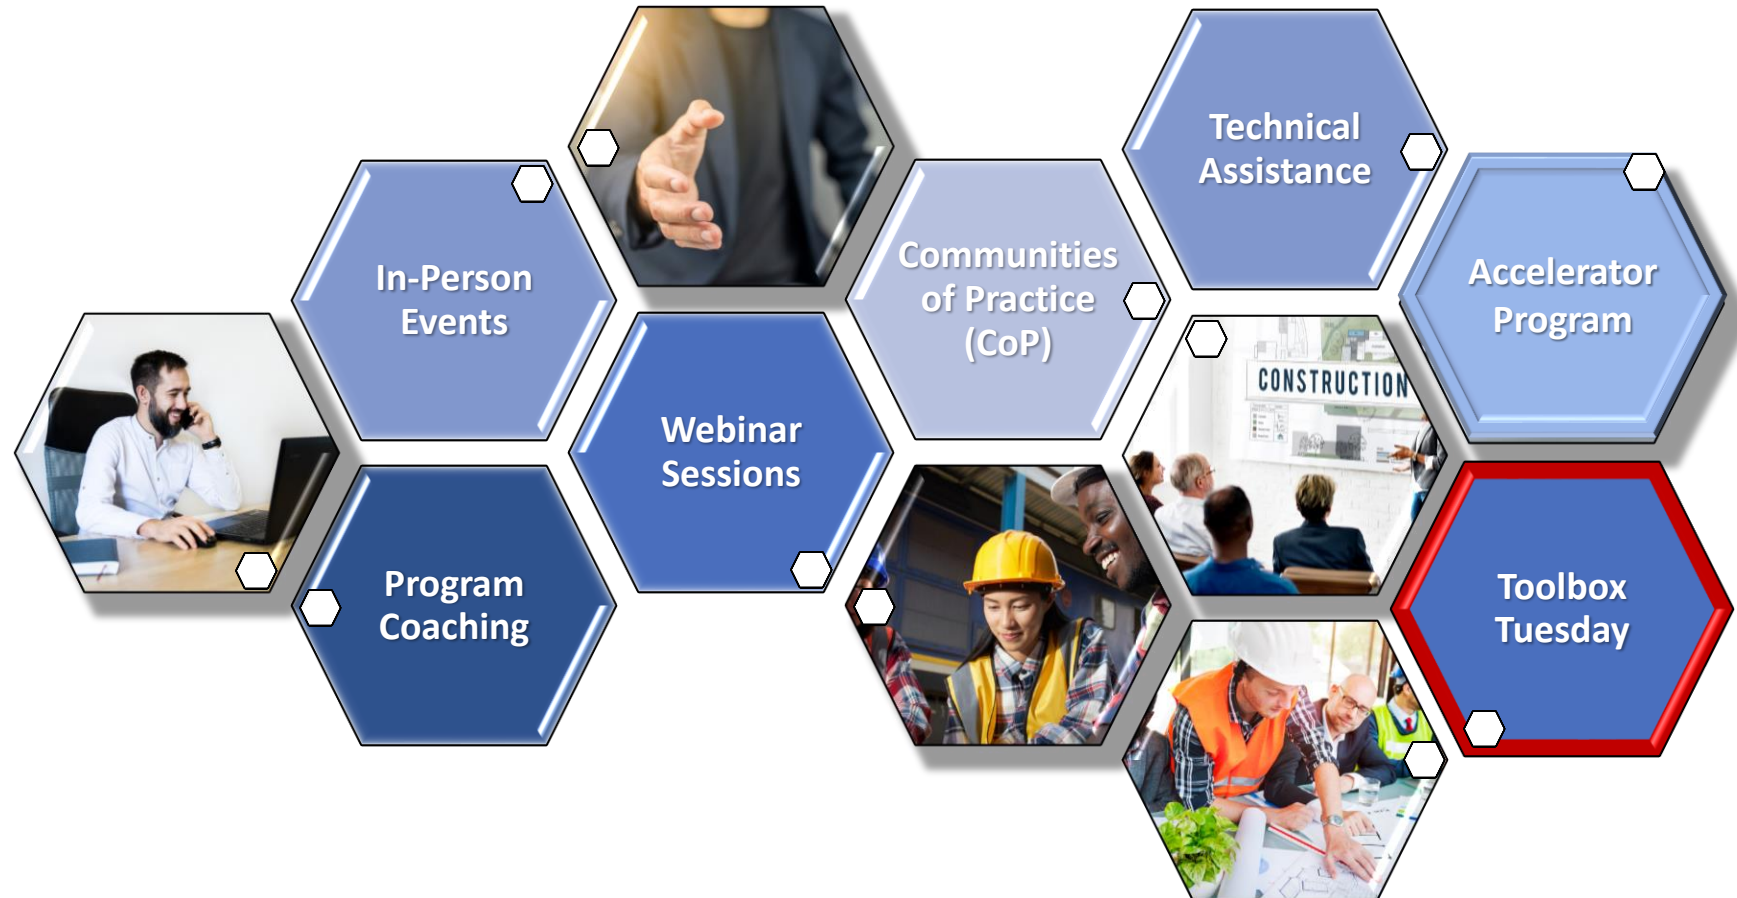 In-Person
Events
Program
Coaching
Webinar
Sessions
Communities
of Practice
(CoP)
Technical
Assistance
CONSTRUCTION
Accelerator
Program
Toolbox
Tuesday